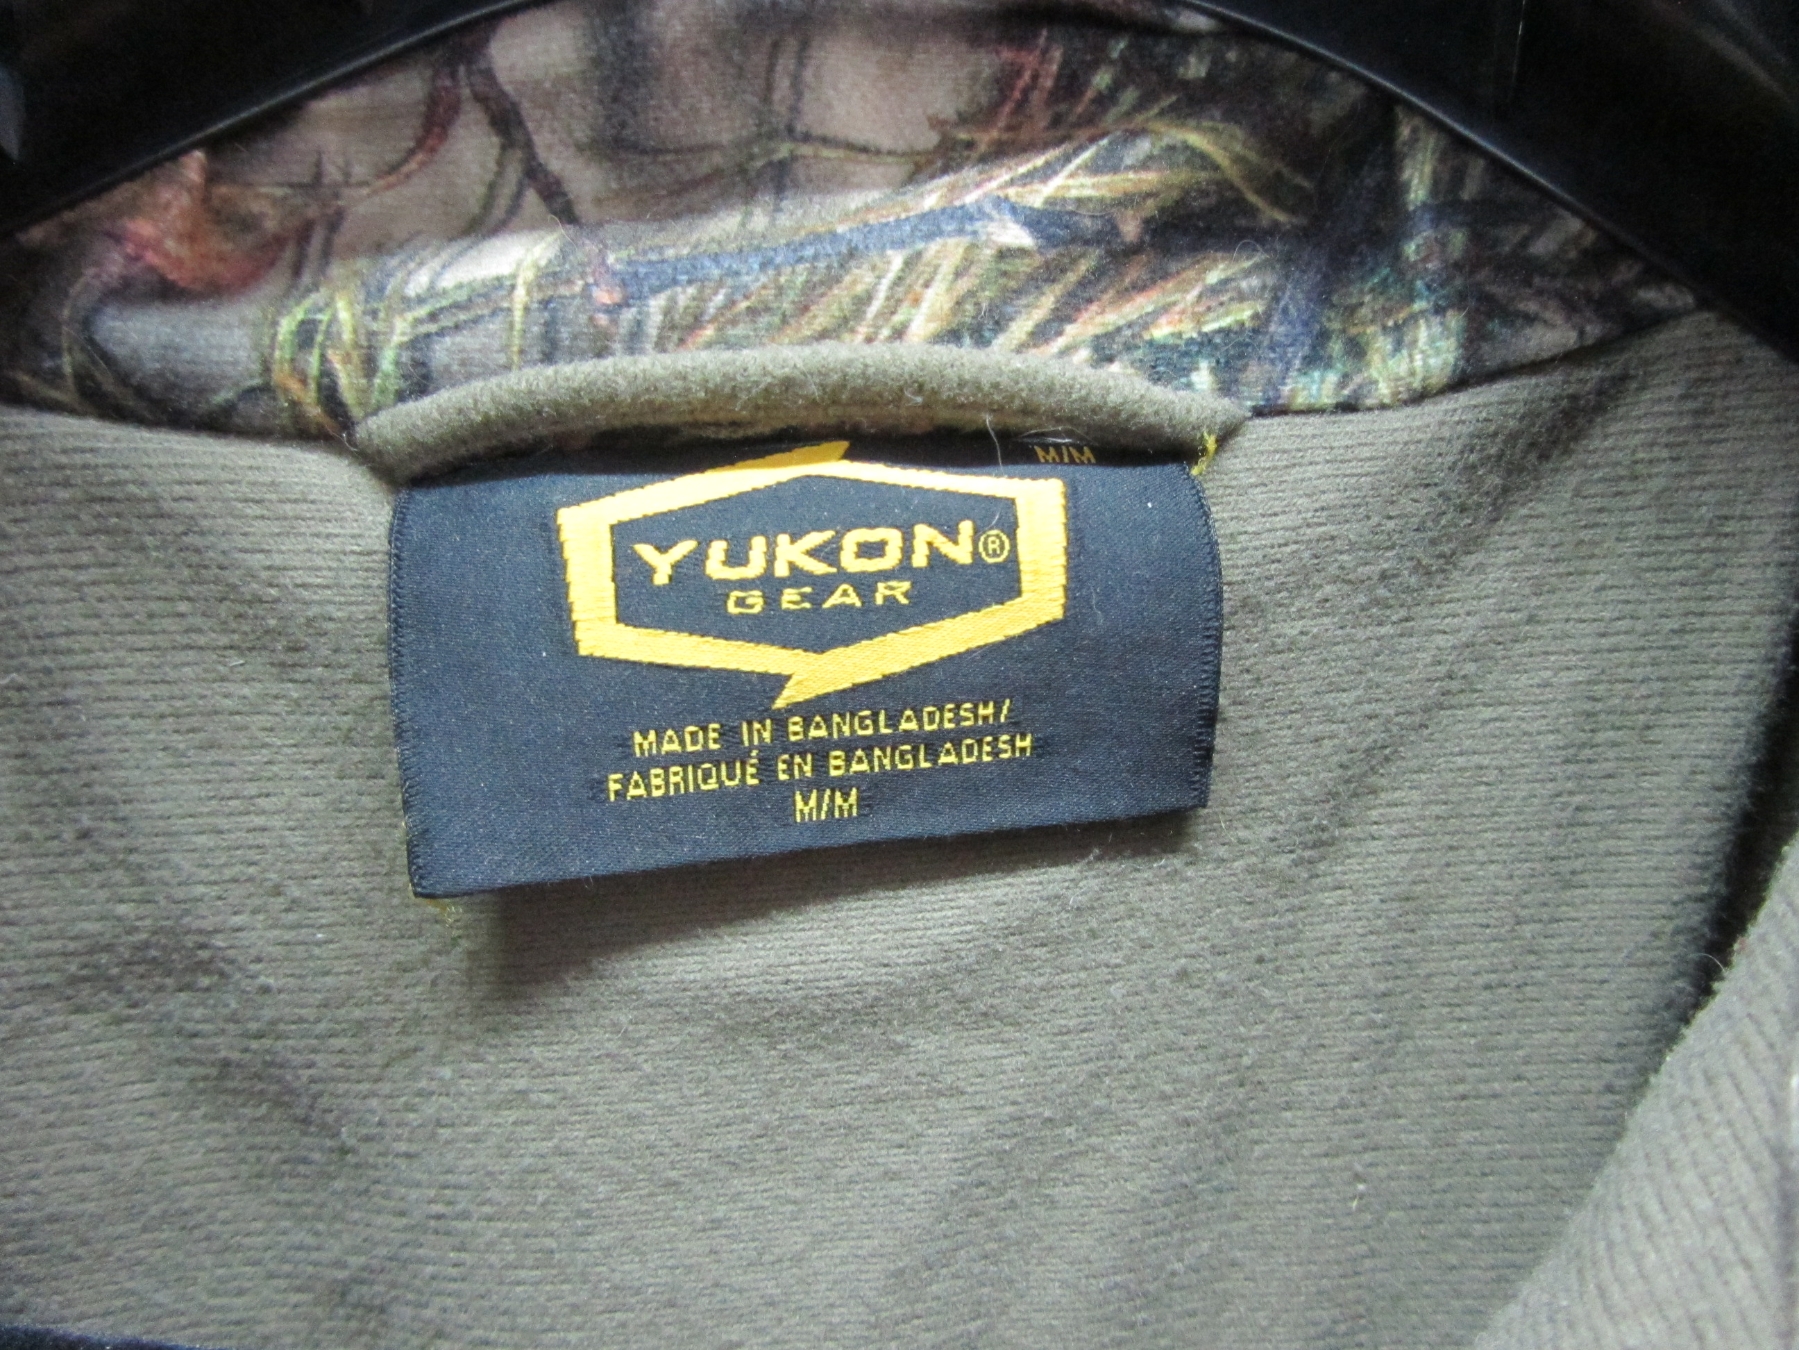 M/M
YUKON®
GEAR
MADE IN BANGLADESH/
FABRIQUÉ EN BANGLADESH
M/M